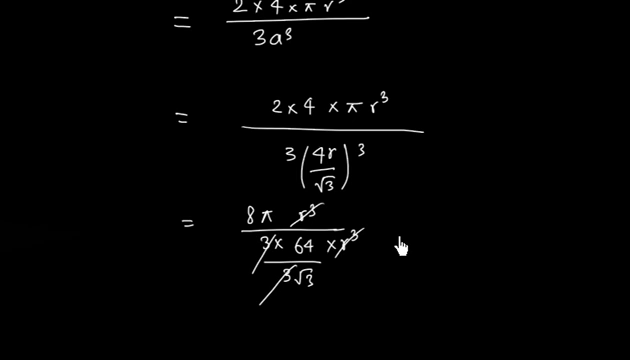 = 2 × 4 × π r³
3a³
= 2 × 4 × π r³
3 (4r/√3)³
= 8π r³
3 × 64 × r³
3√3